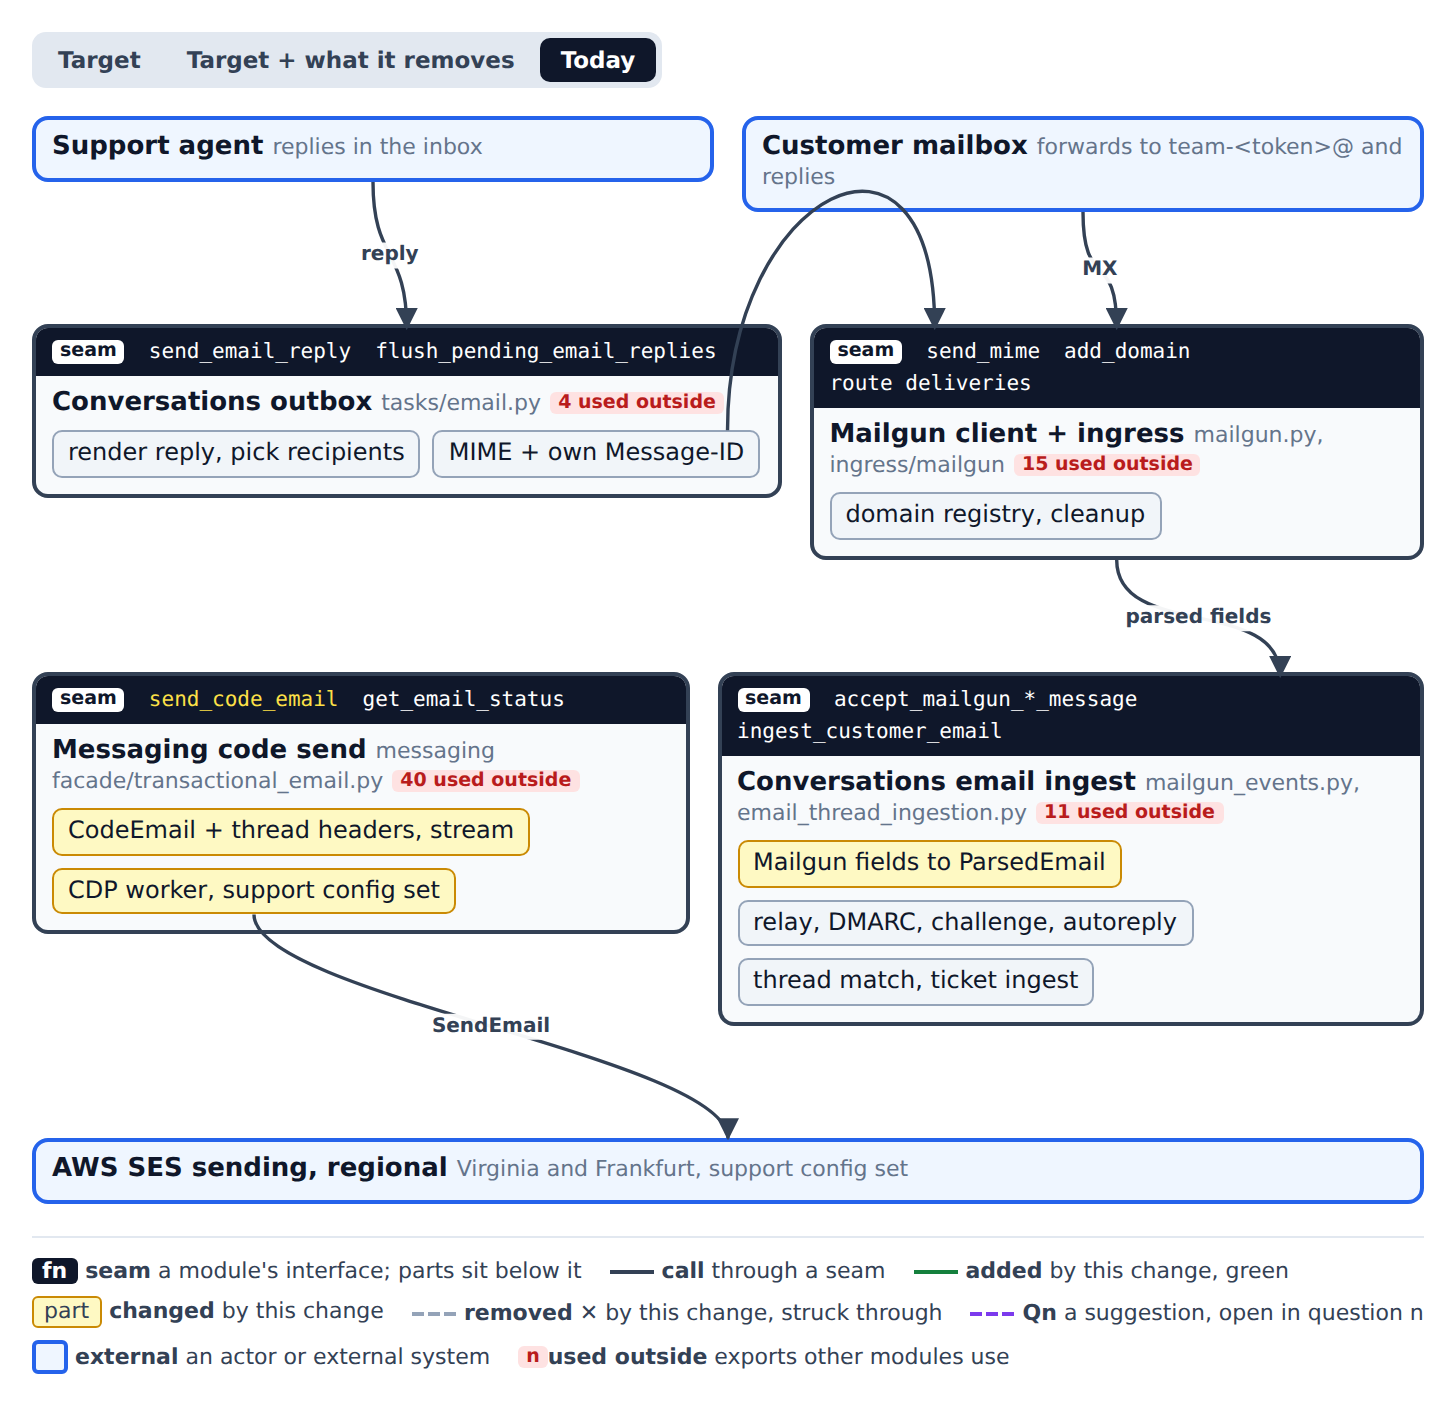 Target Target + what it removes Today
Support agent replies in the inbox
Customer mailbox forwards to team-<token>@ and
replies
reply
MX
seam send_email_reply flush_pending_email_replies
Conversations outbox tasks/email.py 4 used outside
render reply, pick recipients MIME + own Message-ID
seam send_mime add_domain
route deliveries
Mailgun client + ingress mailgun.py,
ingress/mailgun 15 used outside
domain registry, cleanup
parsed fields
seam send_code_email get_email_status
Messaging code send messaging
facade/transactional_email.py 40 used outside
CodeEmail + thread headers, stream
CDP worker, support config set
seam accept_mailgun_*_message
ingest_customer_email
Conversations email ingest mailgun_events.py,
email_thread_ingestion.py 11 used outside
Mailgun fields to ParsedEmail
relay, DMARC, challenge, autoreply
thread match, ticket ingest
SendEmail
AWS SES sending, regional Virginia and Frankfurt, support config set
fn seam a module's interface; parts sit below it call through a seam added by this change, green
part changed by this change removed ✕ by this change, struck through Qn a suggestion, open in question n
external an actor or external system n used outside exports other modules use